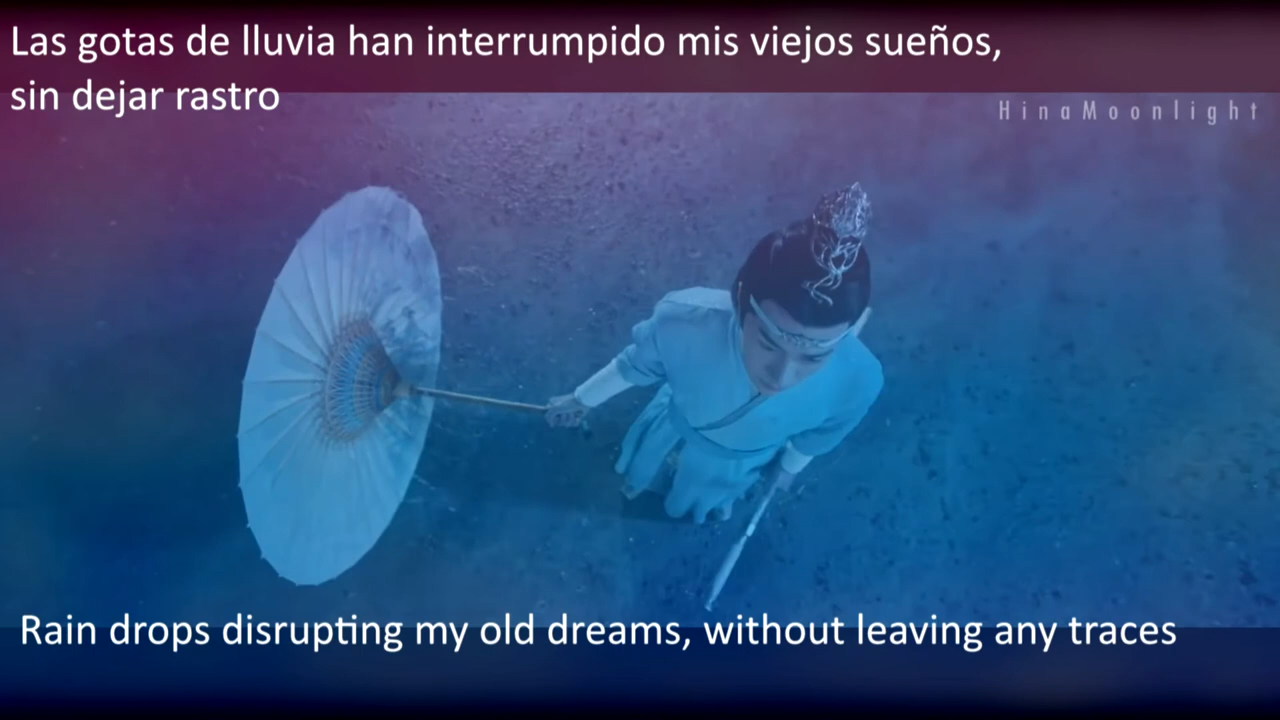 Las gotas de lluvia han interrumpido mis viejos sueños,
sin dejar rastro
HinaMoonlight
Rain drops disrupting my old dreams, without leaving any traces